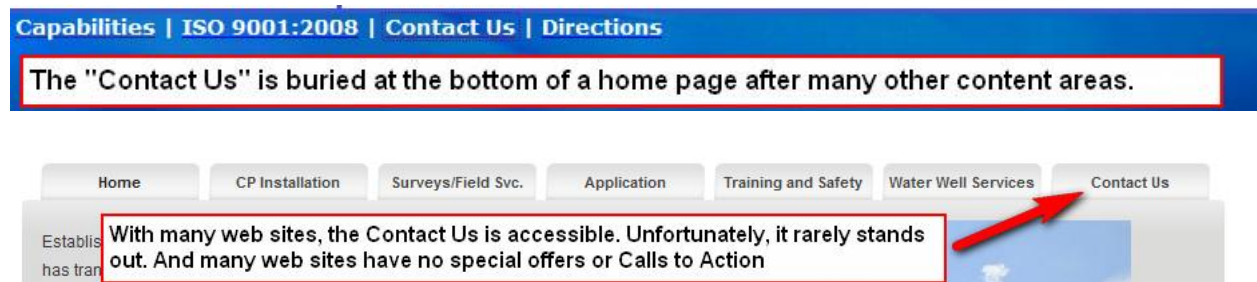 Capabilities | ISO 9001:2008 | Contact Us | Directions
The "Contact Us" is buried at the bottom of a home page after many other content areas.
Home CP Installation Surveys/Field Svc. Application Training and Safety Water Well Services Contact Us
With many web sites, the Contact Us is accessible. Unfortunately, it rarely stands
out. And many web sites have no special offers or Calls to Action
has